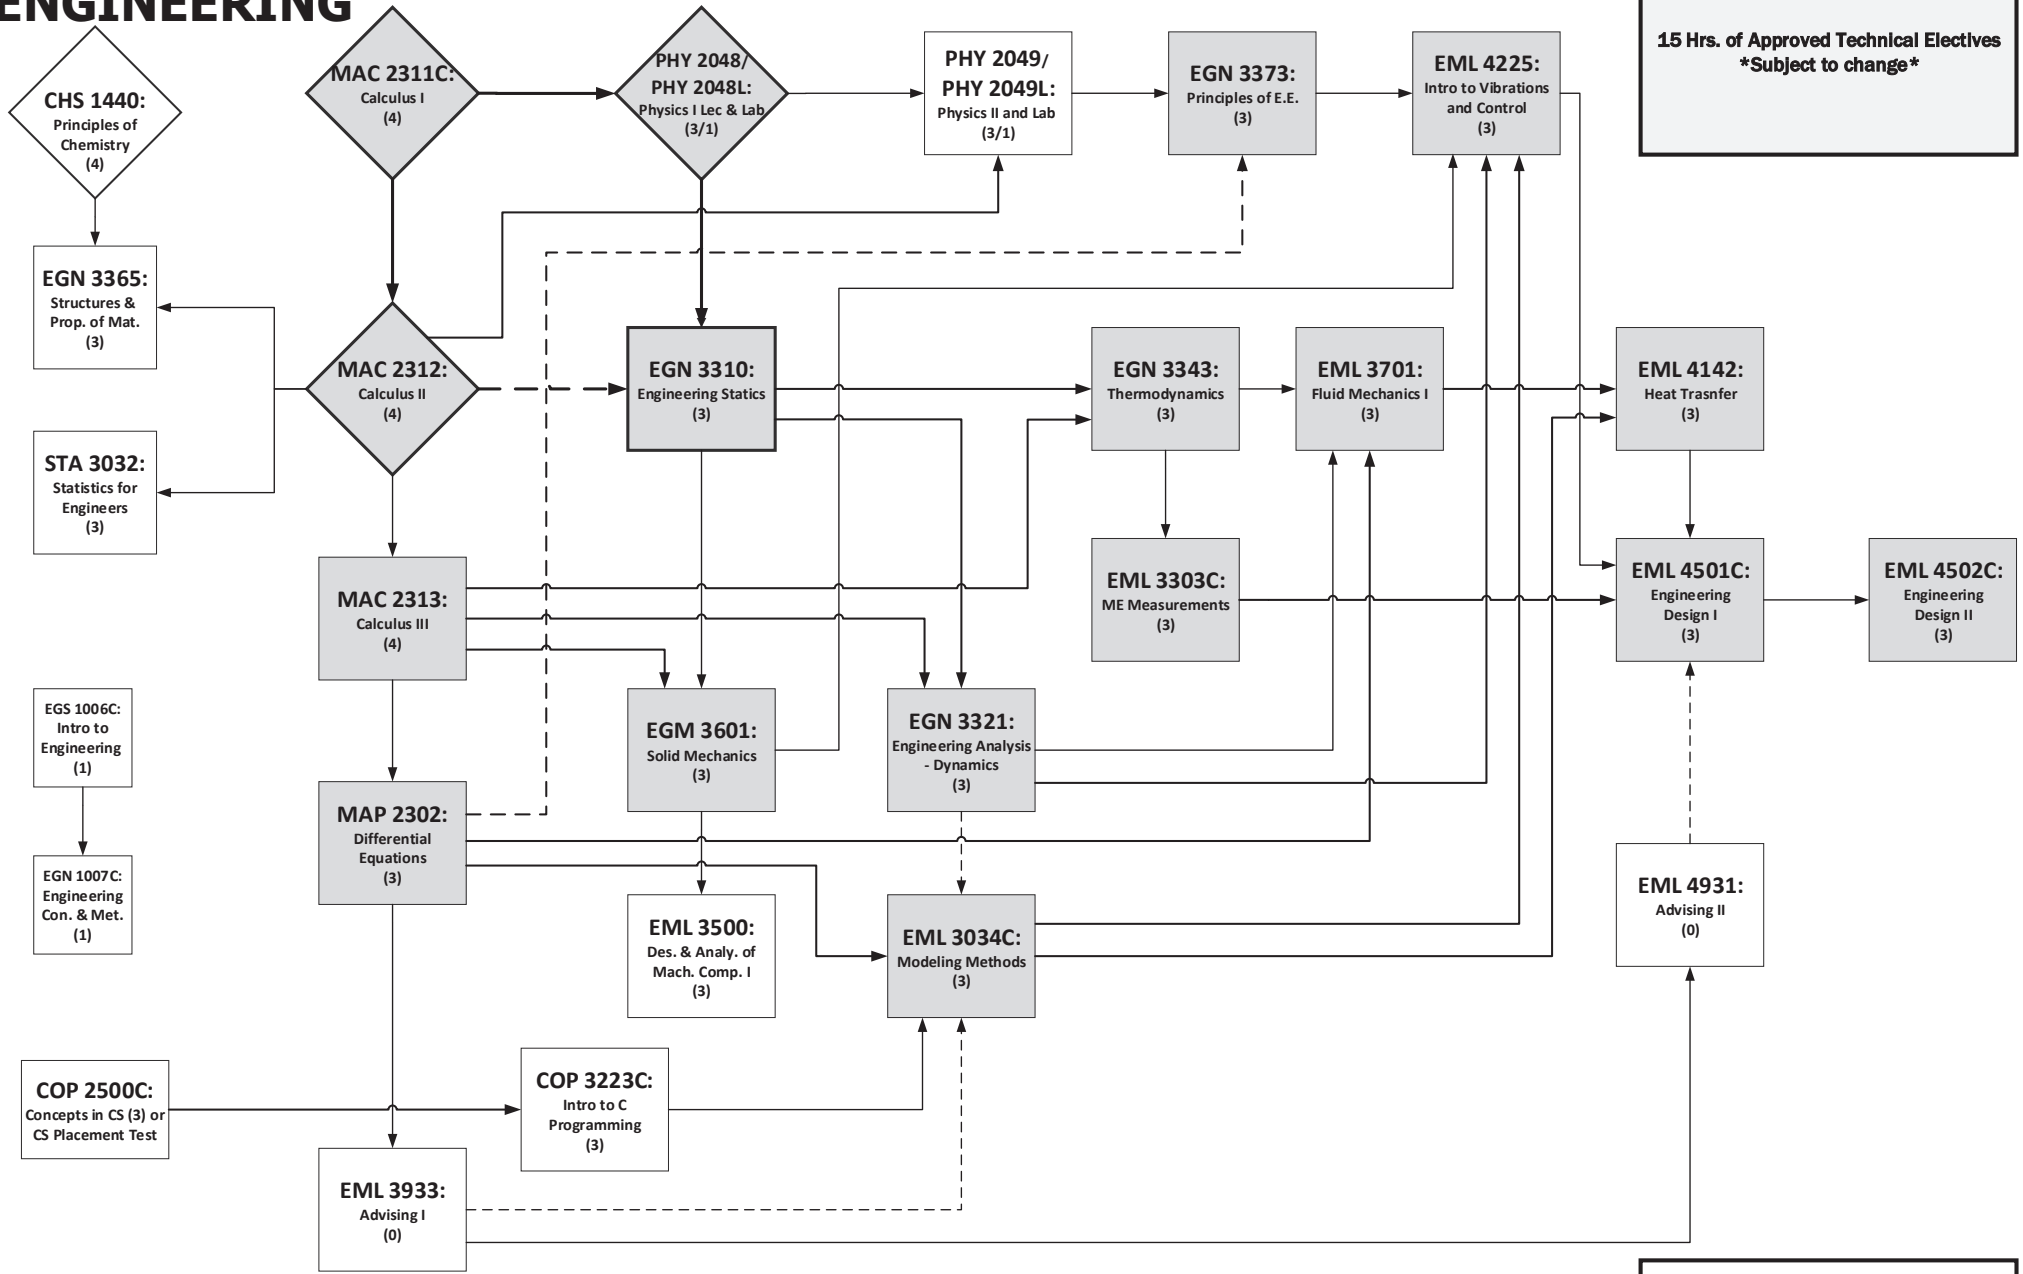 ENGINEERING
CHS 1440:
Principles of
Chemistry
(4)
MAC 2311C:
Calculus I
(4)
PHY 2048/
PHY 2048L:
Physics I Lec & Lab
(3/1)
PHY 2049/
PHY 2049L:
Physics II and Lab
(3/1)
EGN 3373:
Principles of E.E.
(3)
EML 4225:
Intro to Vibrations
and Control
(3)
15 Hrs. of Approved Technical Electives
*Subject to change*
EGN 3365:
Structures &
Prop. of Mat.
(3)
MAC 2312:
Calculus II
(4)
EGN 3310:
Engineering Statics
(3)
EGN 3343:
Thermodynamics
(3)
EML 3701:
Fluid Mechanics I
(3)
EML 4142:
Heat Trasnfer
(3)
STA 3032:
Statistics for
Engineers
(3)
MAC 2313:
Calculus III
(4)
EML 3303C:
ME Measurements
(3)
EML 4501C:
Engineering
Design I
(3)
EML 4502C:
Engineering
Design II
(3)
EGS 1006C:
Intro to
Engineering
(1)
EGM 3601:
Solid Mechanics
(3)
EGN 3321:
Engineering Analysis
- Dynamics
(3)
MAP 2302:
Differential
Equations
(3)
EGN 1007C:
Engineering
Con. & Met.
(1)
EML 3500:
Des. & Analy. of
Mach. Comp. I
(3)
EML 3034C:
Modeling Methods
(3)
EML 4931:
Advising II
(0)
COP 2500C:
Concepts in CS (3) or
CS Placement Test
COP 3223C:
Intro to C
Programming
(3)
EML 3933:
Advising I
(0)